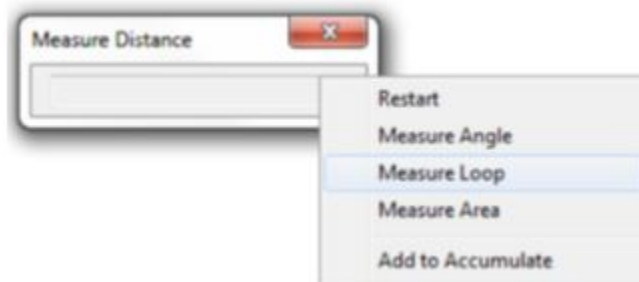 Measure Distance
Restart
Measure Angle
Measure Loop
Measure Area
Add to Accumulate